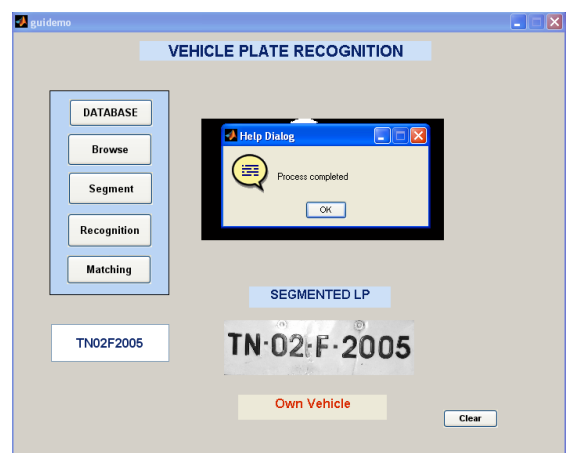 guidemo
VEHICLE PLATE RECOGNITION
DATABASE
Browse
Segment
Recognition
Matching
Help Dialog
Process completed
OK
SEGMENTED LP
TN02F2005
TN·02·F·2005
Own Vehicle
Clear